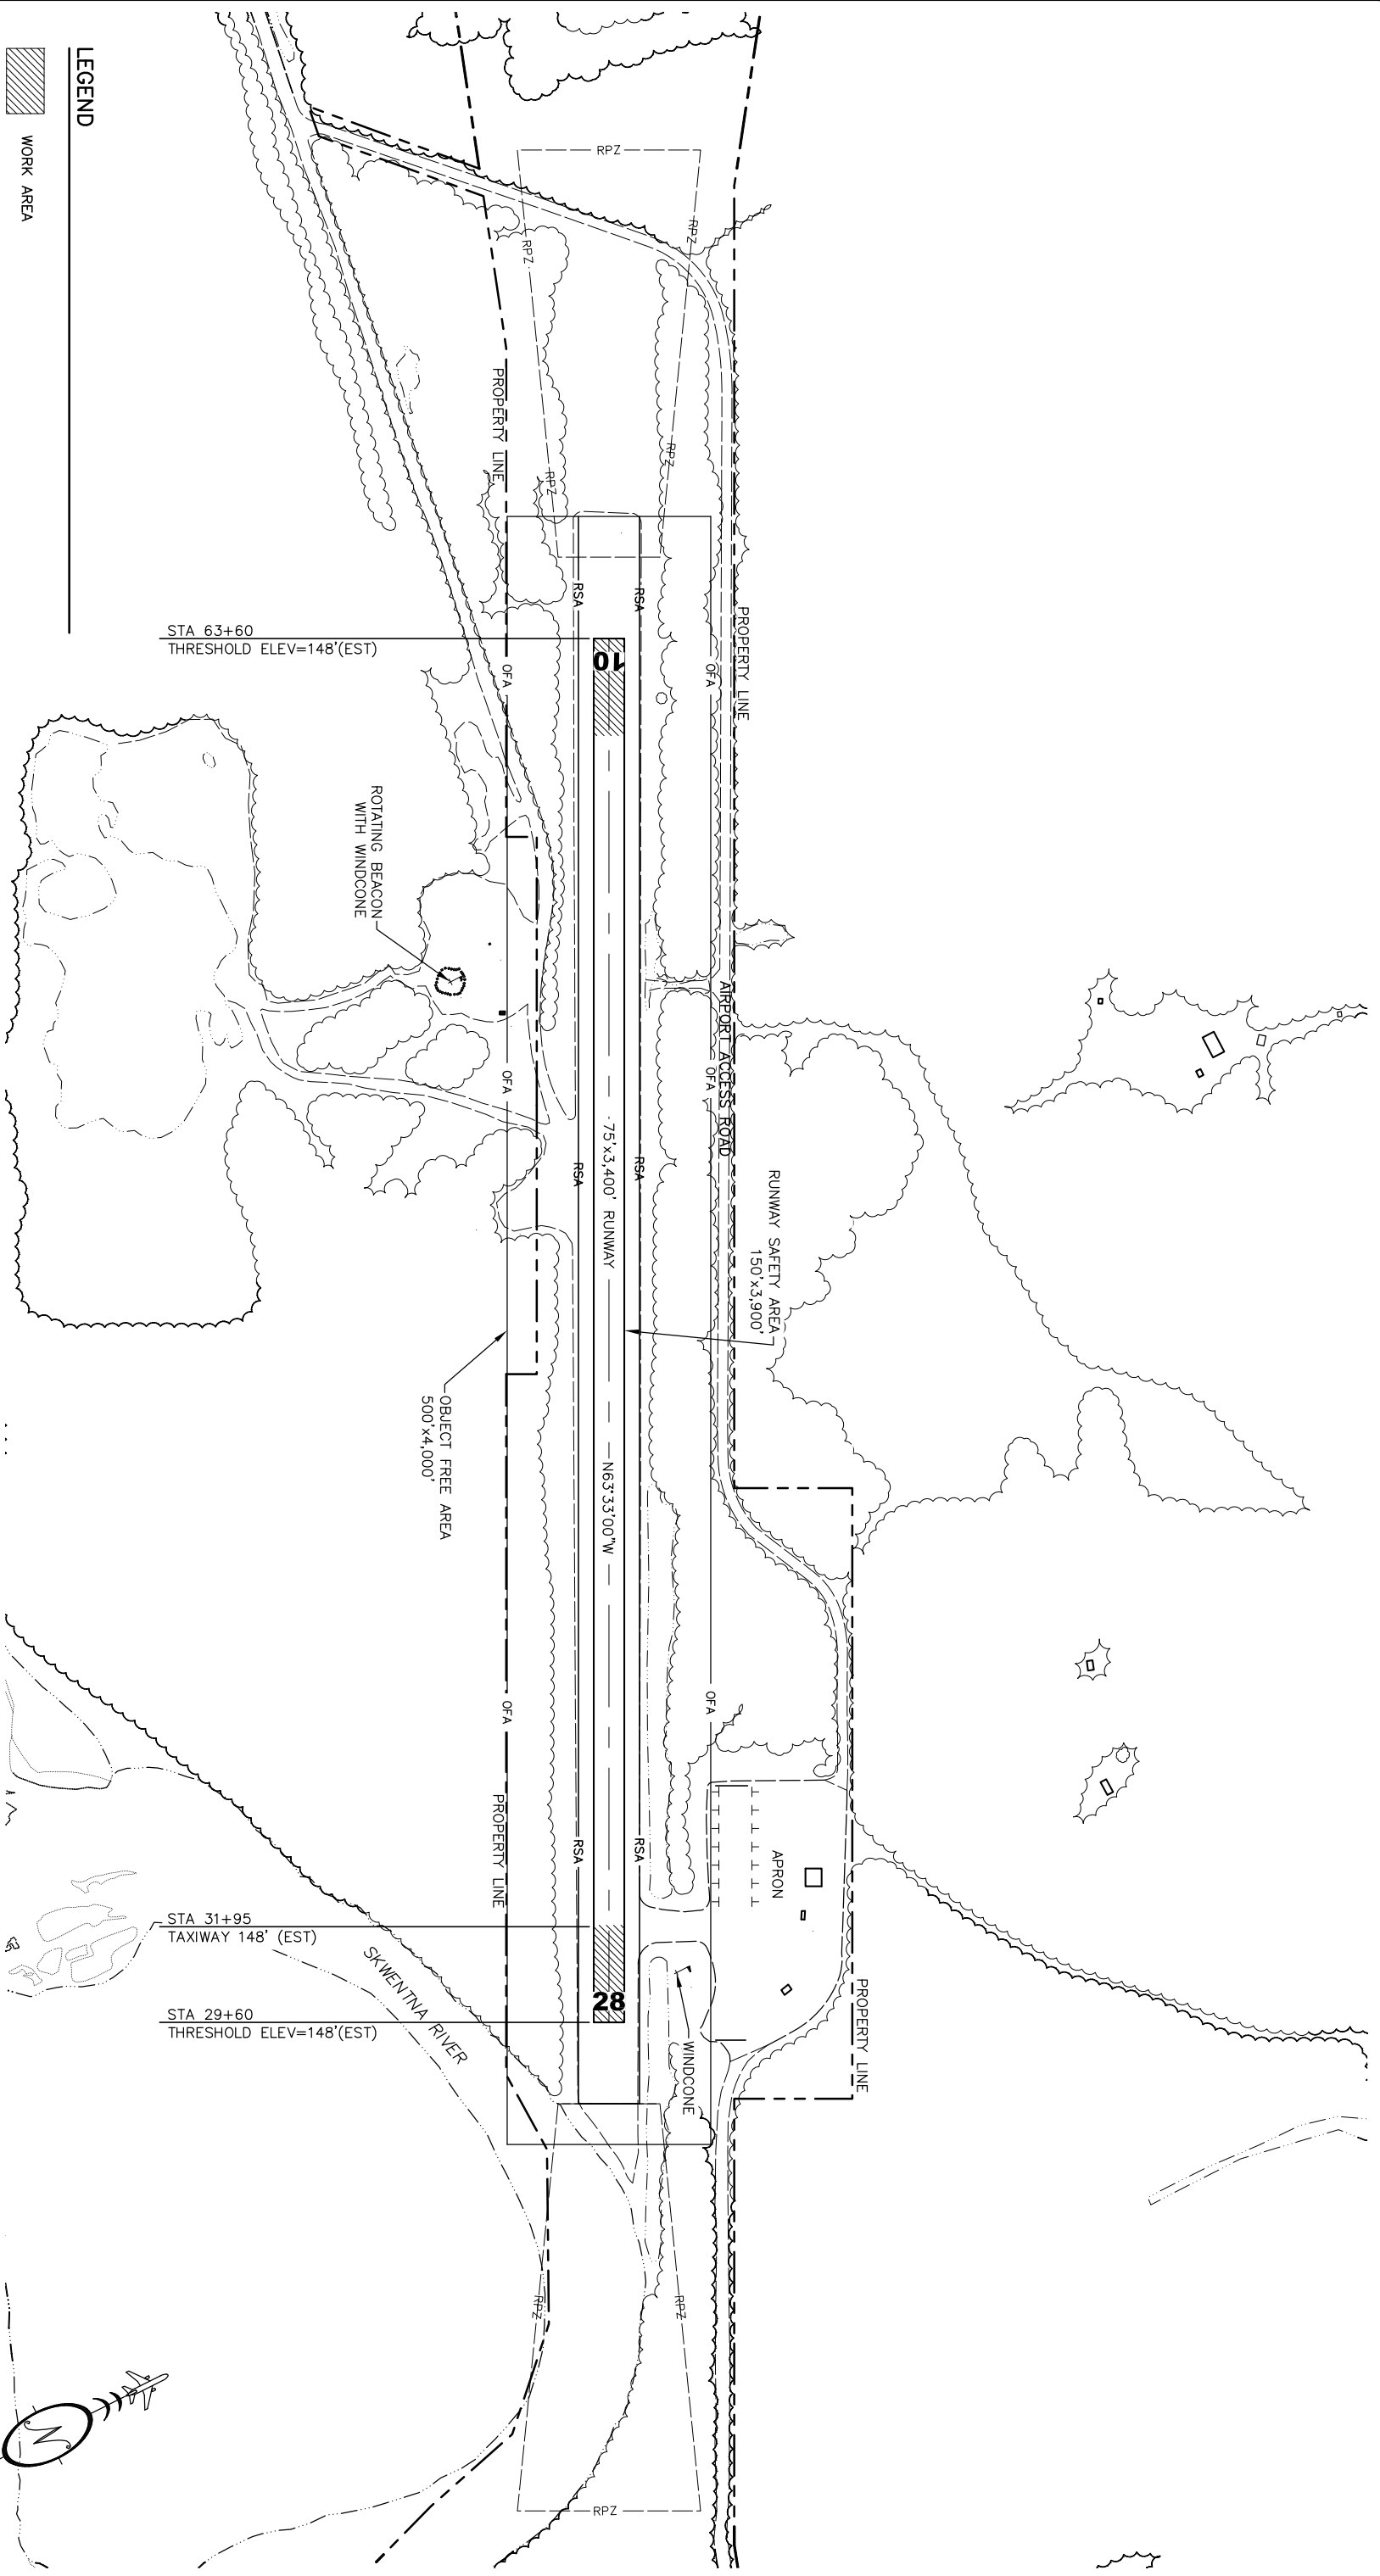 LEGEND
WORK AREA
RPZ
RPZ
RPZ
RPZ
RPZ
PROPERTY LINE
PROPERTY LINE
RSA
RSA
STA 63+60
THRESHOLD ELEV=148'(EST)
10
OFA
OFA
ROTATING BEACON
WITH WINDCONE
AIRPORT ACCESS ROAD
OFA
OFA
75'x3,400' RUNWAY
RSA
RSA
RUNWAY SAFETY AREA
150'x3,900'
OBJECT FREE AREA
500'x4,000'
N63°33'00"W
OFA
OFA
PROPERTY LINE
RSA
RSA
APRON
STA 31+95
TAXIWAY 148' (EST)
SKWENTNA RIVER
28
STA 29+60
THRESHOLD ELEV=148'(EST)
WINDCONE
PROPERTY LINE
RPZ
RPZ
RPZ
N